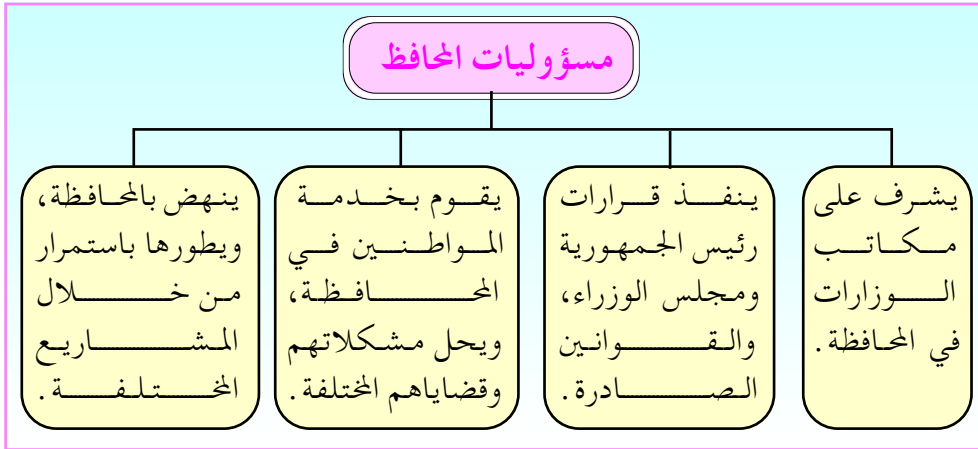 مسؤوليات المحافظ
يشرف على
مكاتب
الوزارات
في المحافظة.
ينفذ قرارات
رئيس الجمهورية
ومجلس الوزراء،
والقوانين
الصادرة.
يقوم بخدمة
المواطنين في
المحافظة،
ويحل مشكلاتهم
وقضاياهم المختلفة.
ينهض بالمحافظة،
ويطورها باستمرار
من خلال
المشاريع
المختلفة.